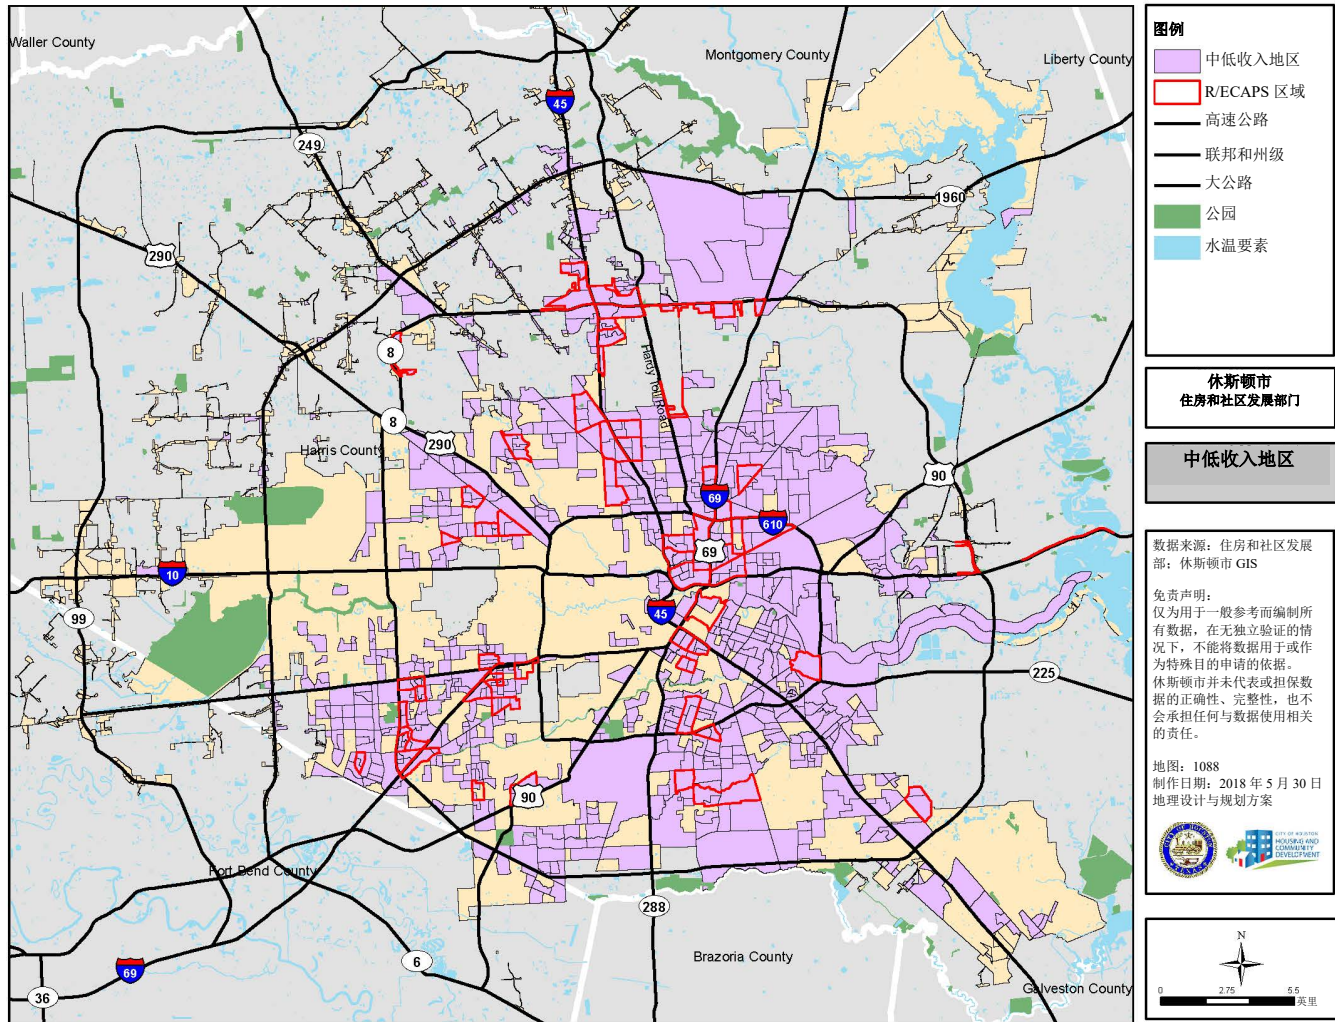 Waller County
Montgomery County
Liberty County
45
249
1960
290
8
Hardy Toll Road
8
290
Harris County
90
69
610
69
10
45
99
225
90
Fort Bend County
288
6
Brazoria County
69
36
Galveston County
图例
中低收入地区
R/ECAPS 区域
高速公路
联邦和州级
大公路
公园
水温要素
休斯顿市
住房和社区发展部门
中低收入地区
数据来源：住房和社区发展
部；休斯顿市 GIS
免责声明：
仅为用于一般参考而编制所
有数据，在无独立验证的情
况下，不能将数据用于或作
为特殊目的申请的依据。
休斯顿市并未代表或担保数
据的正确性、完整性，也不
会承担任何与数据使用相关
的责任。
地图：1088
制作日期：2018 年 5 月 30 日
地理设计与规划方案
CITY OF HOUSTON
TEXAS
CITY OF HOUSTON
HOUSING AND
COMMUNITY
DEVELOPMENT
N
0 2.75 5.5
英里